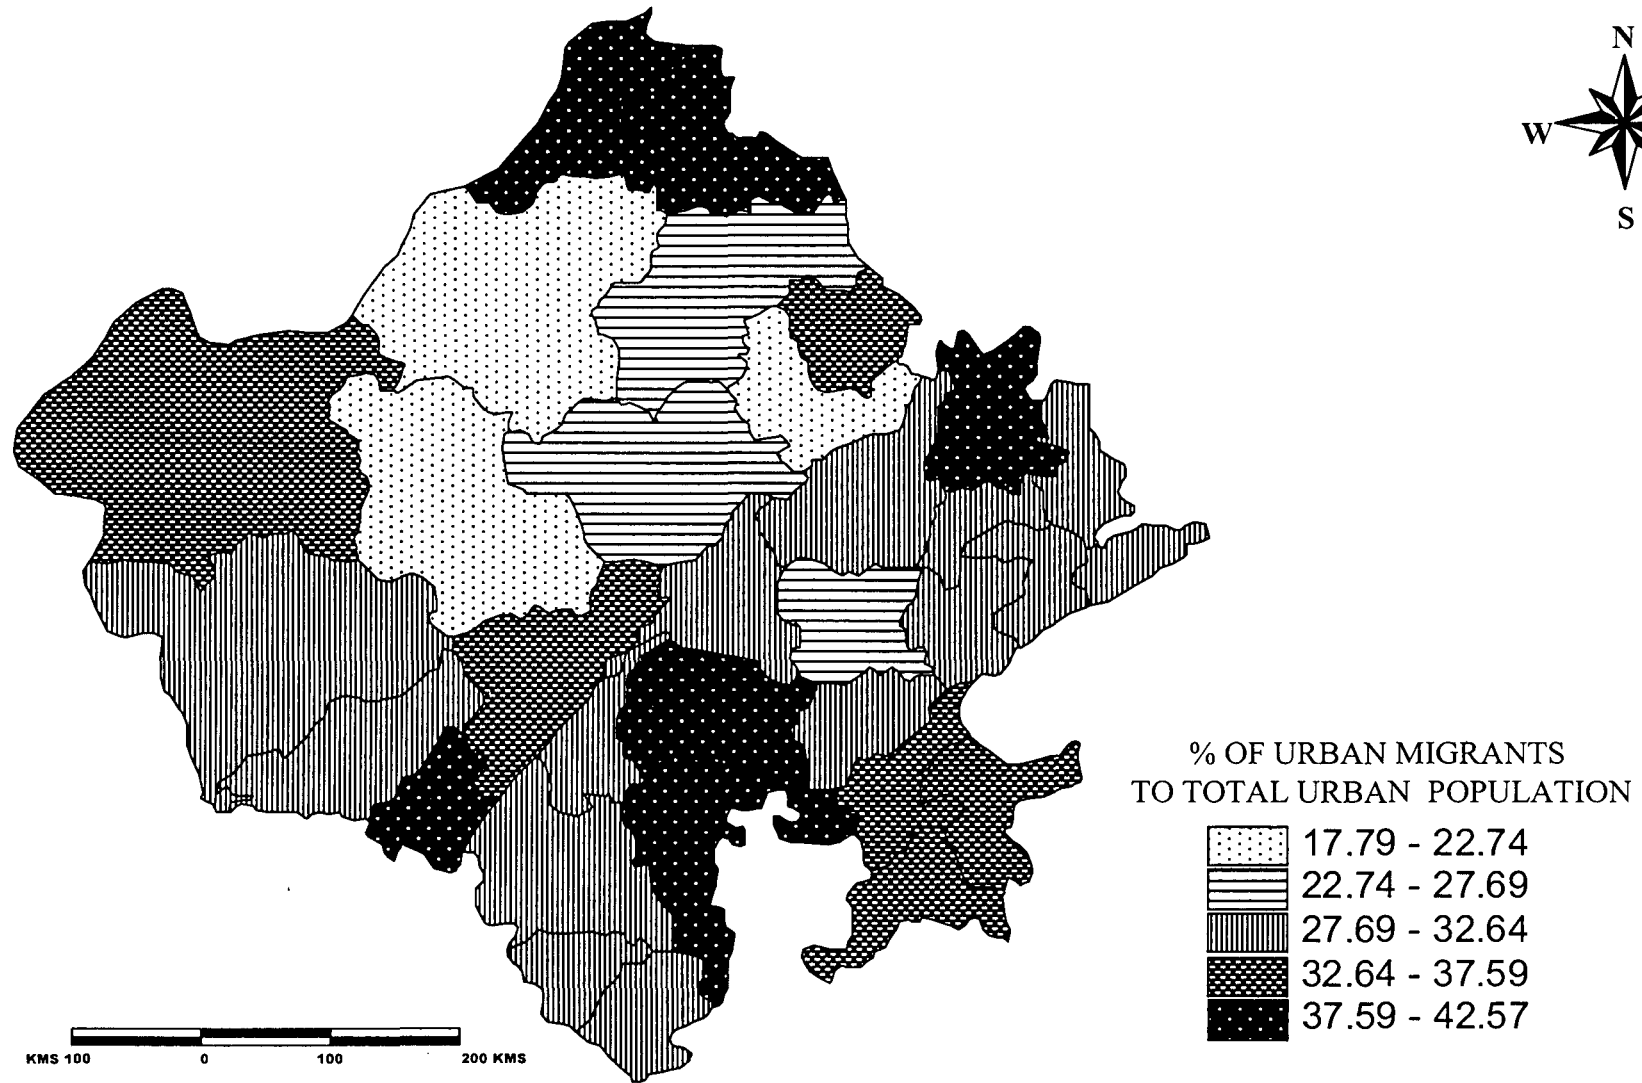 N
W
S
% OF URBAN MIGRANTS
TO TOTAL URBAN POPULATION
17.79 - 22.74
22.74 - 27.69
27.69 - 32.64
32.64 - 37.59
37.59 - 42.57
KMS 100 0 100 200 KMS